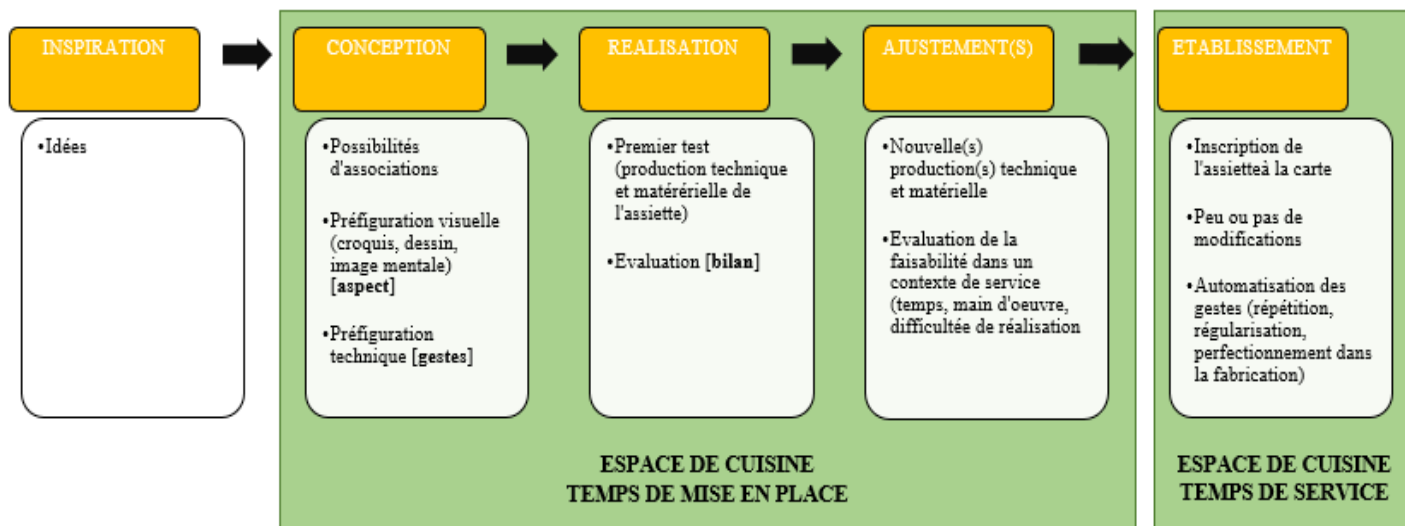 INSPIRATION
•Idées
CONCEPTION
•Possibilités
d'associations
•Préfiguration visuelle
(croquis, dessin,
image mentale)
[aspect]
•Préfiguration
technique [gestes]
REALISATION
•Premier test
(production technique
et matérérielle de
l'assiette)
•Evaluation [bilan]
AJUSTEMENT(S)
•Nouvelle(s)
production(s) technique
et matérielle
•Evaluation de la
faisabilité dans un
contexte de service
(temps, main d'oeuvre,
difficultée de réalisation
ESPACE DE CUISINE
TEMPS DE MISE EN PLACE
ETABLISSEMENT
•Inscription de
l'assietteà la carte
•Peu ou pas de
modifications
•Automatisation des
gestes (répétition,
régularisation,
perfectionnement dans
la fabrication)
ESPACE DE CUISINE
TEMPS DE SERVICE